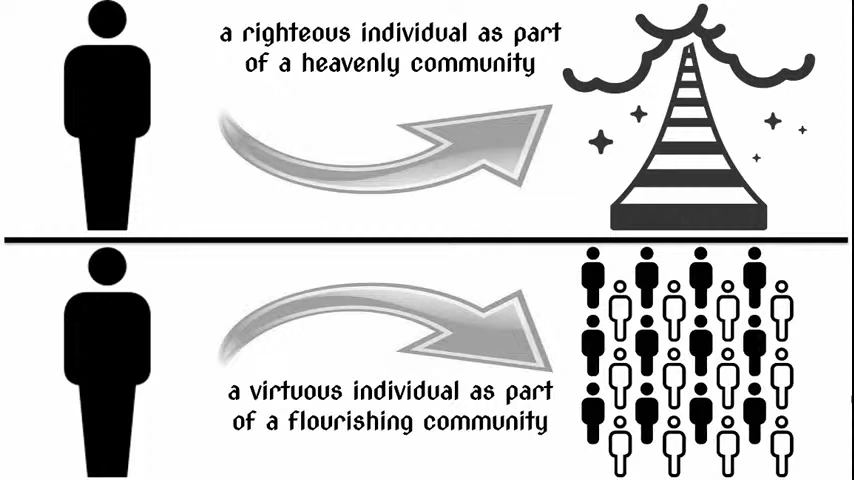 a righteous individual as part
of a heavenly community
a virtuous individual as part
of a flourishing community